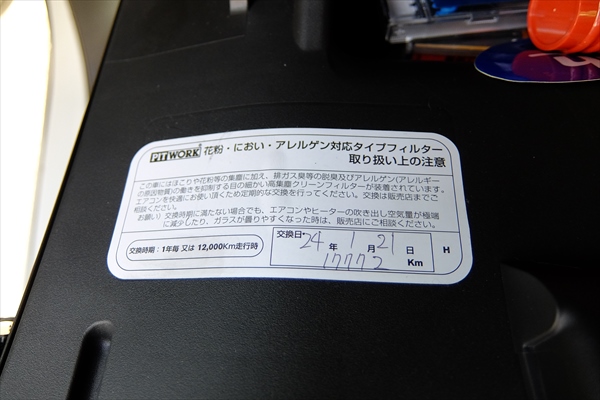 PITWORK 花粉・におい・アレルゲン対応タイプフィルター
取り扱い上の注意
この車にはほこりや花粉等の集塵に加え、排ガス臭等の脱臭及びアレルゲン(アレルギー
の原因物質)の働きを抑制する目の細かい高集塵クリーンフィルターが装着されています。
エアコンを快適にお使い頂くため定期的な交換を行ってください。交換は販売店までご
相談ください。
お願い)交換時期に満たない場合でも、エアコンやヒーターの吹き出し空気量が極端
に減少したり、ガラスが曇りやすくなった時は、販売店にご相談ください。
交換時期:1年毎 又は 12,000Km走行時
交換日・
24 年 1 月 21 日 H
17772 Km